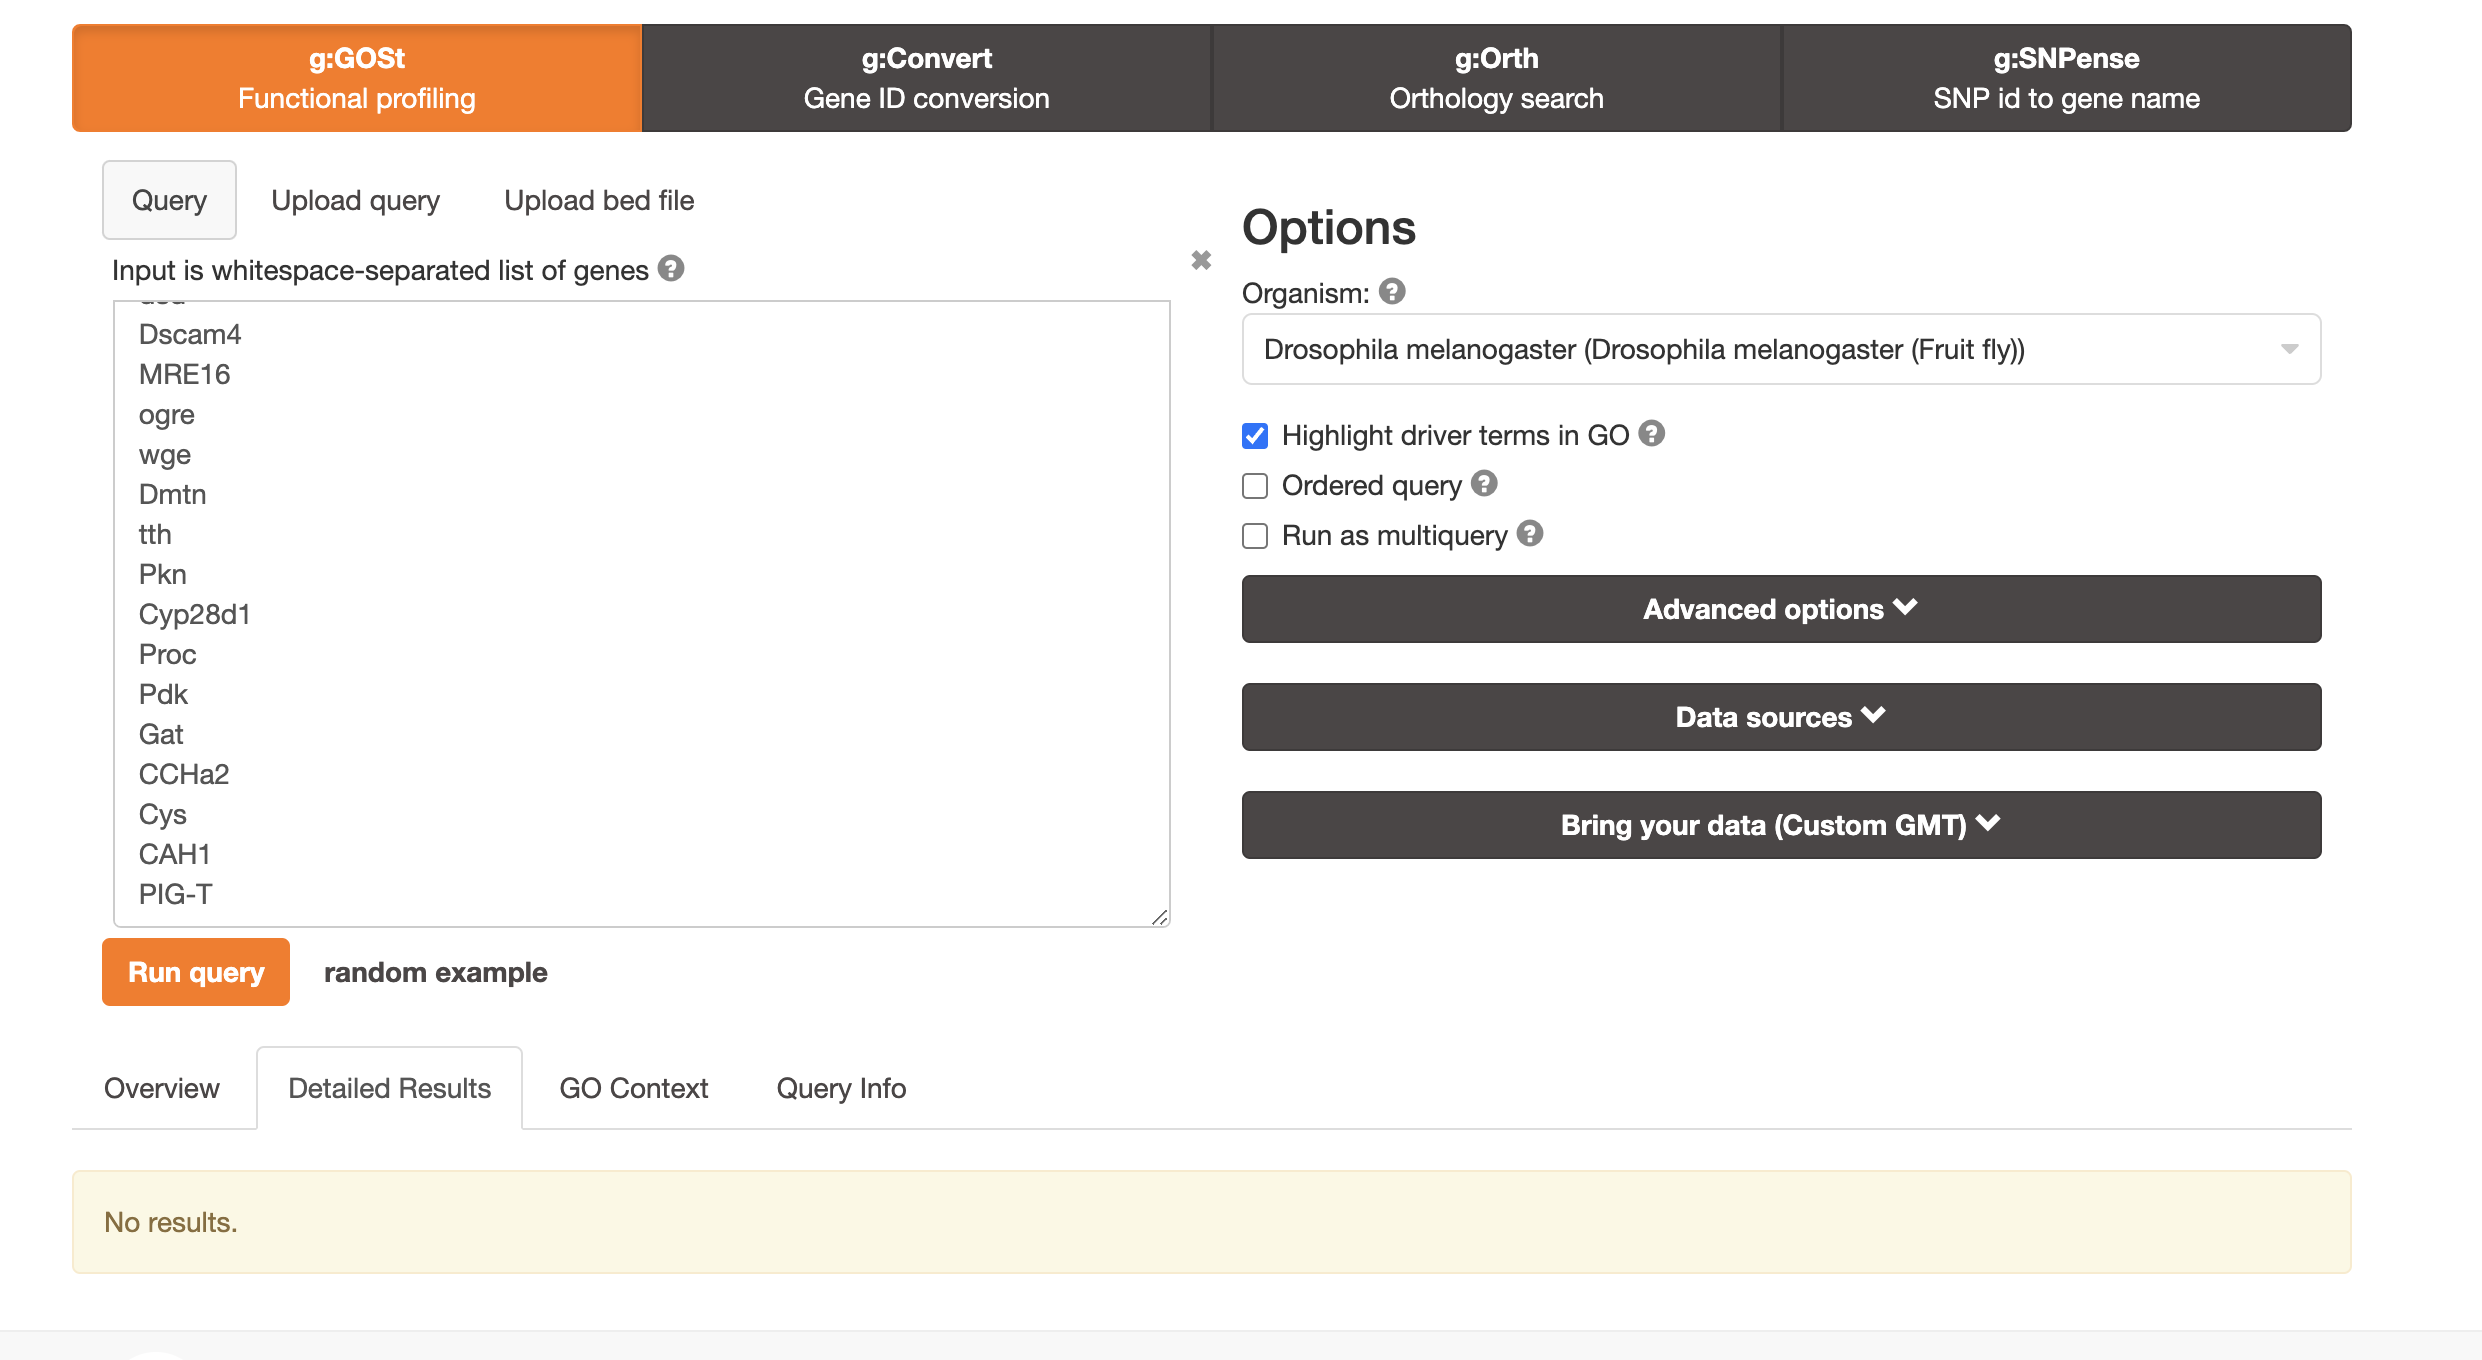 g:GOSt
Functional profiling
g:Convert
Gene ID conversion
g:Orth
Orthology search
g:SNPense
SNP id to gene name
Query
Upload query
Upload bed file
Input is whitespace-separated list of genes ?
Dscam4
MRE16
ogre
wge
Dmtn
tth
Pkn
Cyp28d1
Proc
Pdk
Gat
CCHa2
Cys
CAH1
PIG-T
Run query
random example
Options
Organism: ?
Drosophila melanogaster (Drosophila melanogaster (Fruit fly))
Highlight driver terms in GO ?
Ordered query ?
Run as multiquery ?
Advanced options
Data sources
Bring your data (Custom GMT)
Overview
Detailed Results
GO Context
Query Info
No results.